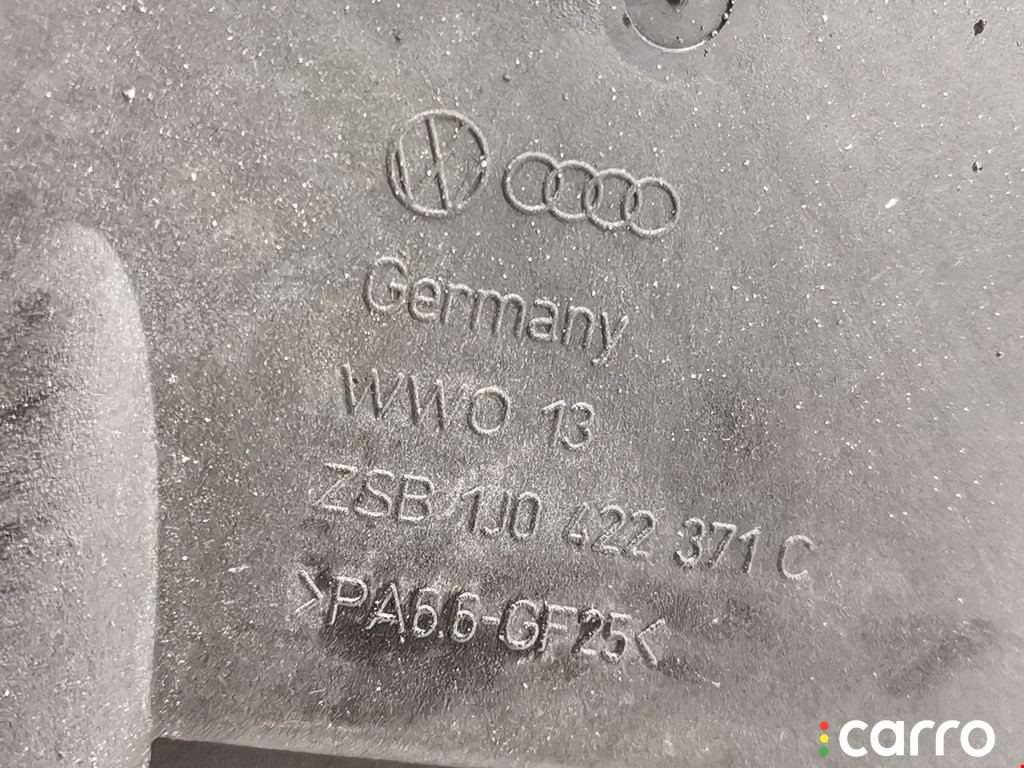 Germany
WWO 13
ZSB 1J0 422 371 C
>PA6.6-GF25<
carro